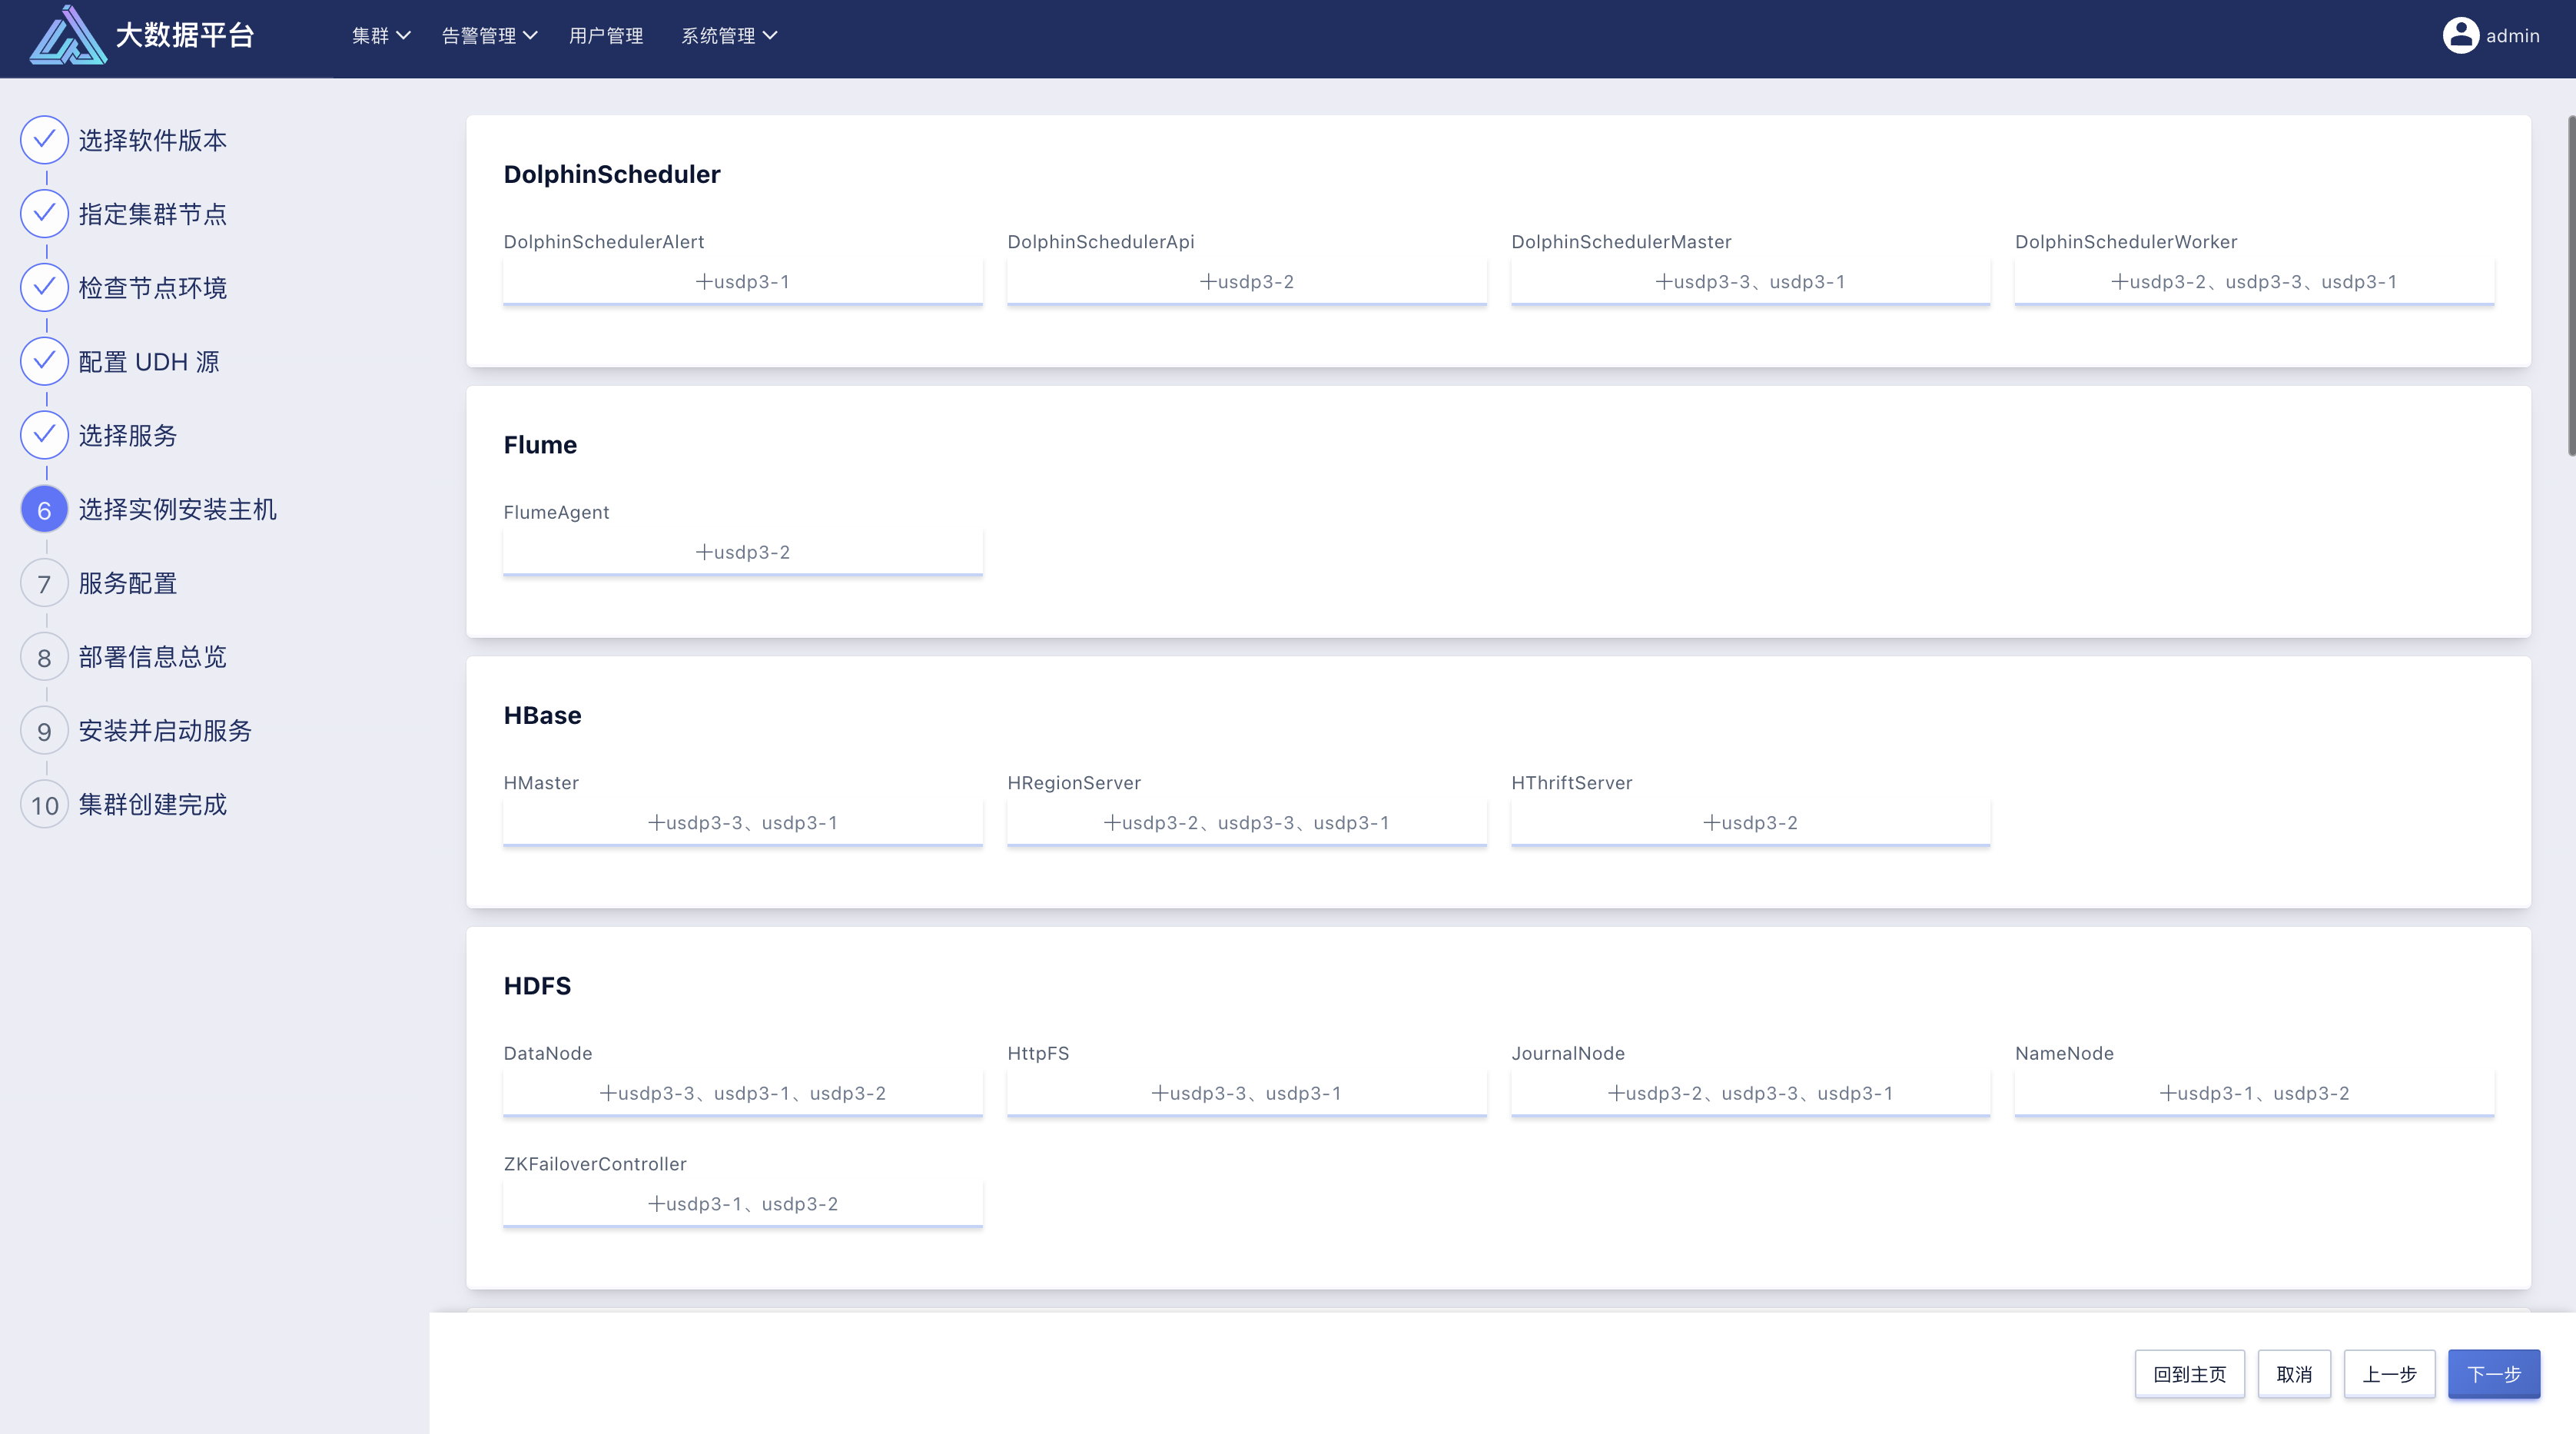 大数据平台
集群 告警管理 用户管理 系统管理 admin
选择软件版本
指定集群节点
检查节点环境
配置 UDH 源
选择服务
6 选择实例安装主机
7 服务配置
8 部署信息总览
9 安装并启动服务
10 集群创建完成
DolphinScheduler
DolphinSchedulerAlert DolphinSchedulerApi DolphinSchedulerMaster DolphinSchedulerWorker
+usdp3-1 +usdp3-2 +usdp3-3、usdp3-1 +usdp3-2、usdp3-3、usdp3-1
Flume
FlumeAgent
+usdp3-2
HBase
HMaster HRegionServer HThriftServer
+usdp3-3、usdp3-1 +usdp3-2、usdp3-3、usdp3-1 +usdp3-2
HDFS
DataNode HttpFS JournalNode NameNode
+usdp3-3、usdp3-1、usdp3-2 +usdp3-3、usdp3-1 +usdp3-2、usdp3-3、usdp3-1 +usdp3-1、usdp3-2
ZKFailoverController
+usdp3-1、usdp3-2
回到主页 取消 上一步 下一步